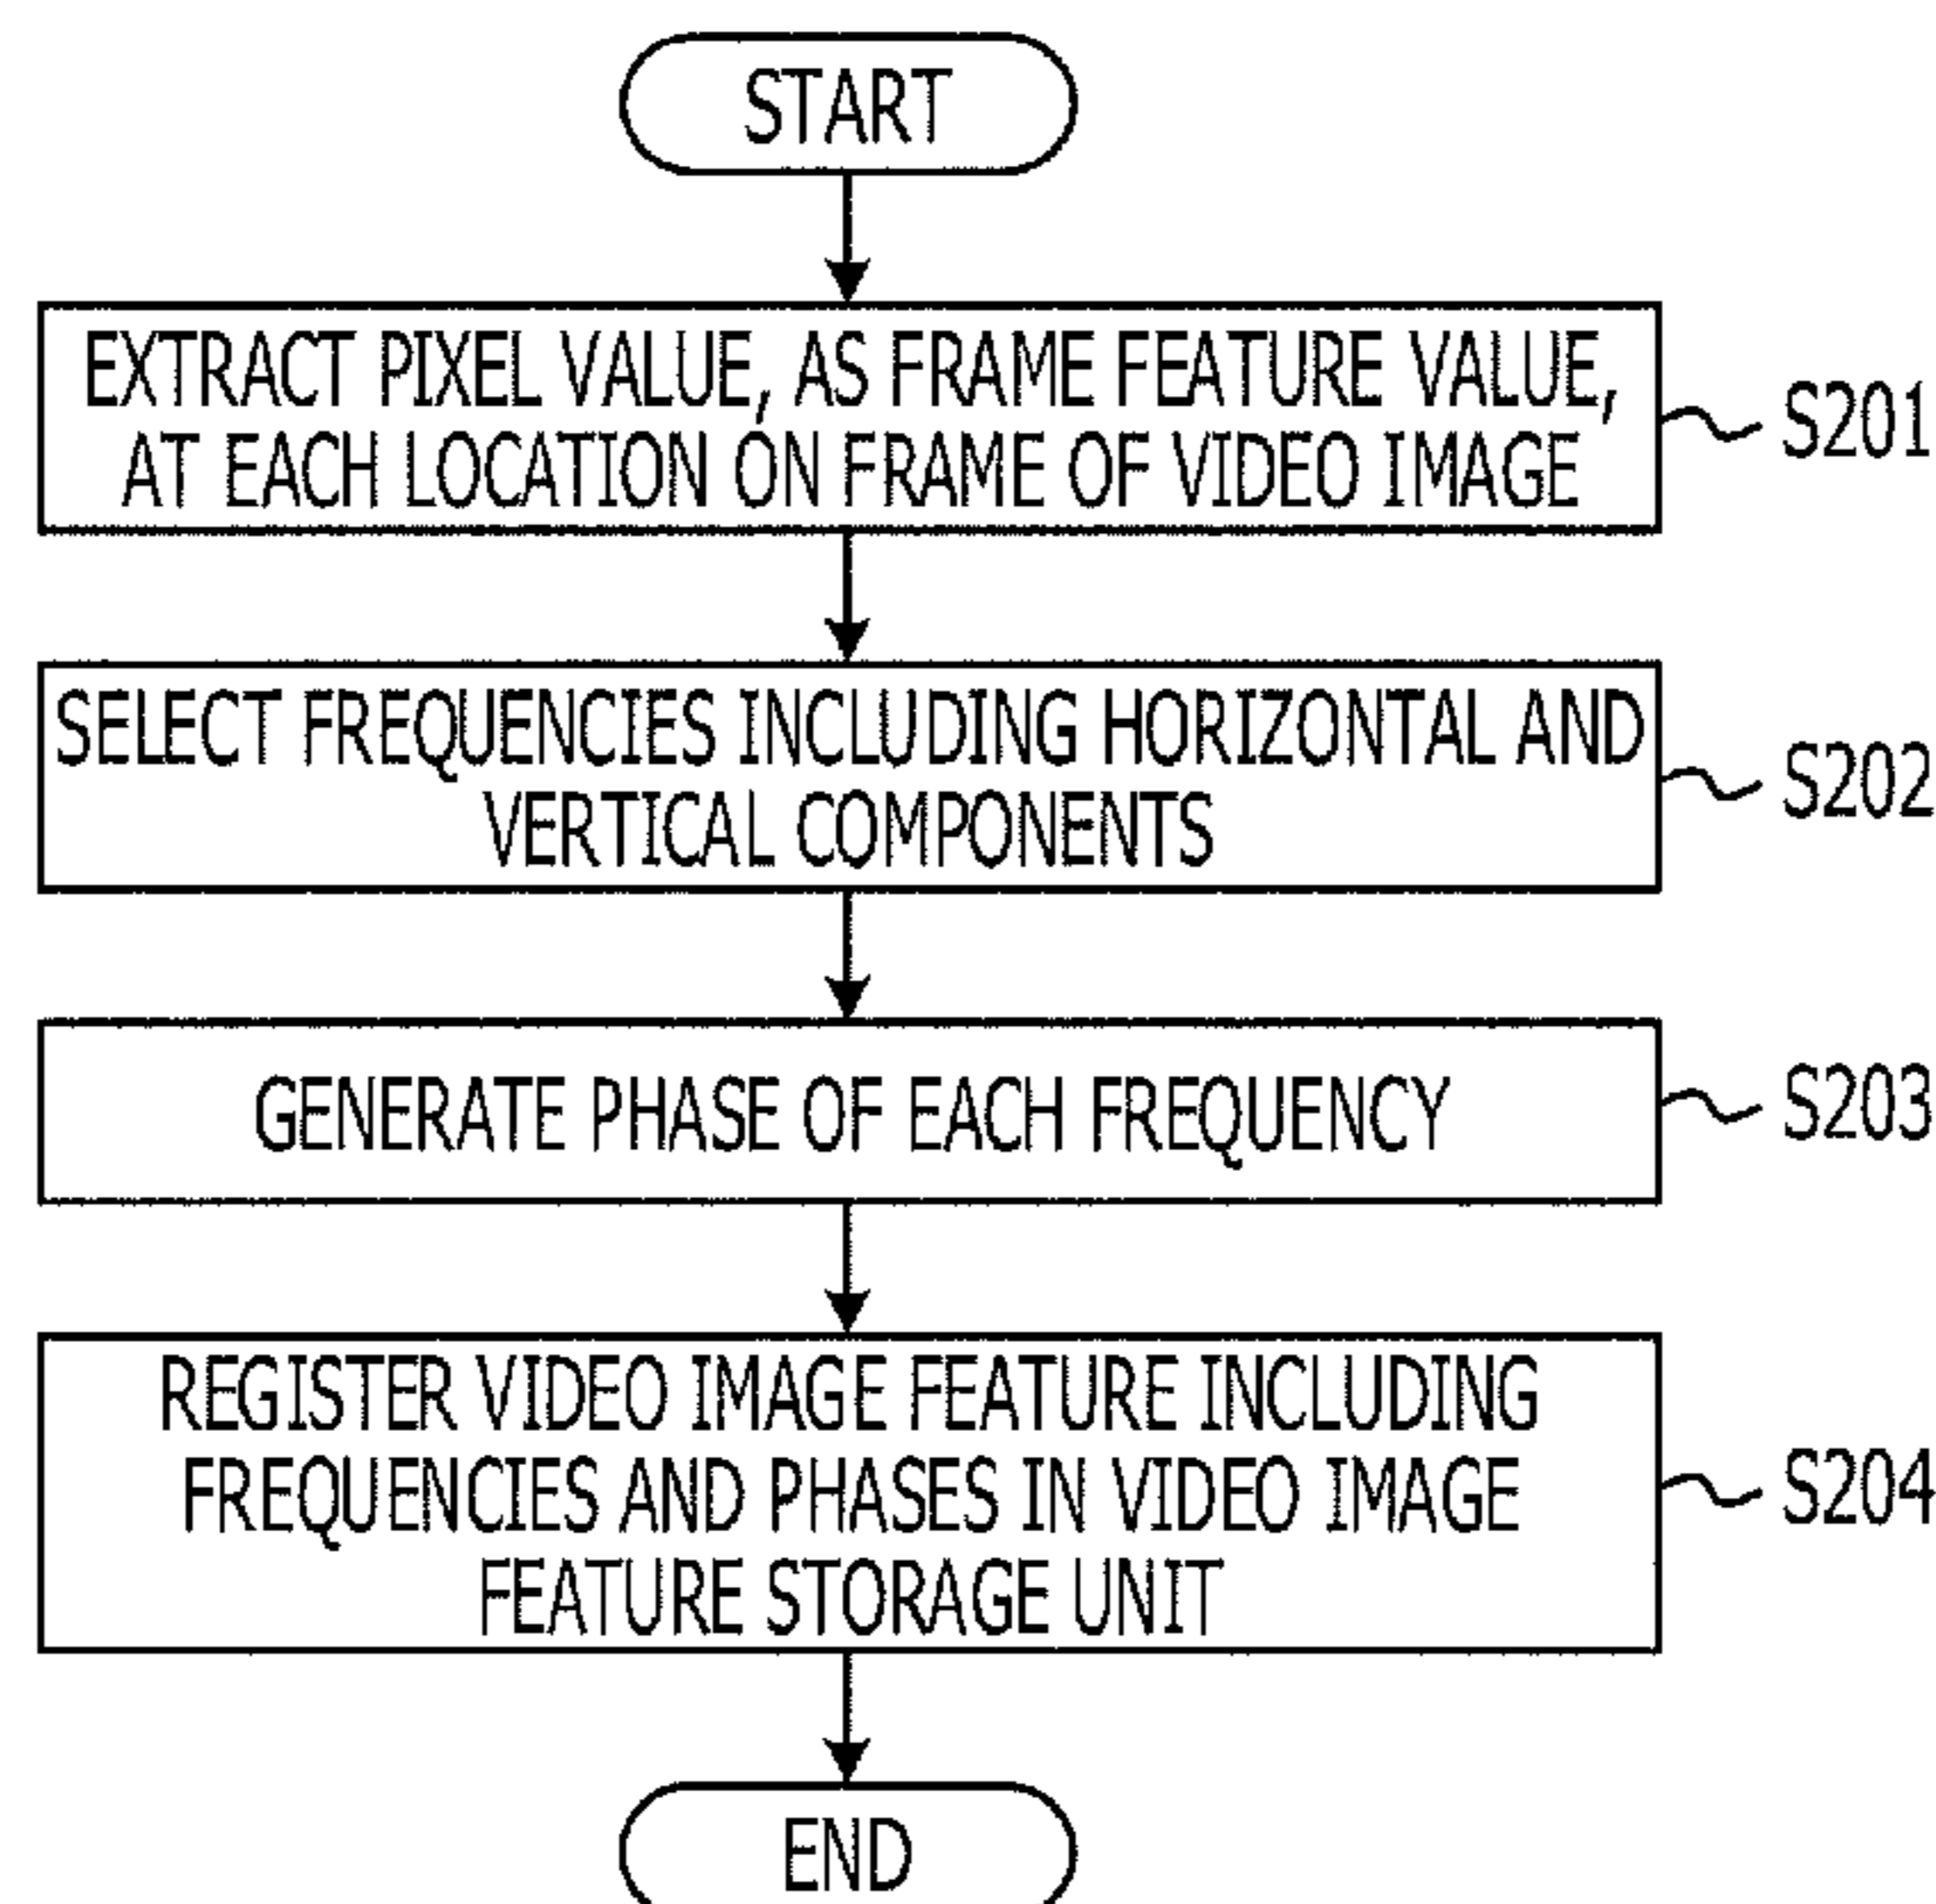 START
EXTRACT PIXEL VALUE, AS FRAME FEATURE VALUE,
AT EACH LOCATION ON FRAME OF VIDEO IMAGE
S201
SELECT FREQUENCIES INCLUDING HORIZONTAL AND
VERTICAL COMPONENTS
S202
GENERATE PHASE OF EACH FREQUENCY
S203
REGISTER VIDEO IMAGE FEATURE INCLUDING
FREQUENCIES AND PHASES IN VIDEO IMAGE
FEATURE STORAGE UNIT
S204
END